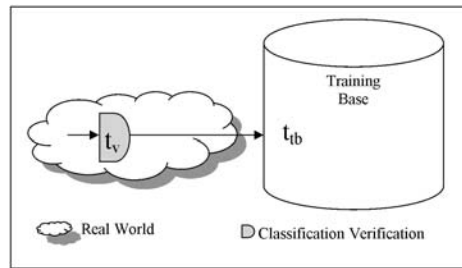 Training
Base
t_v
t_tb
Real World
Classification Verification